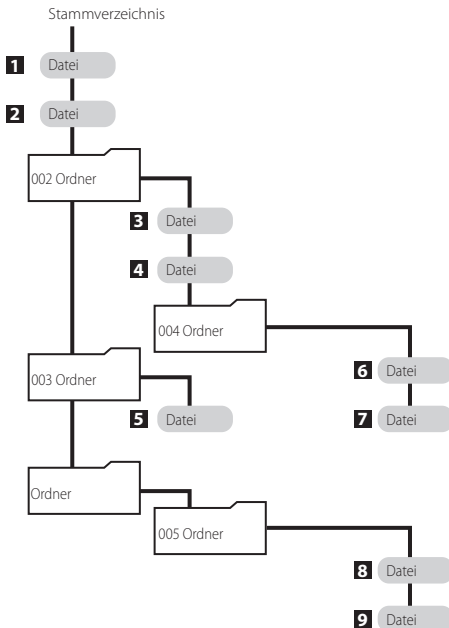 Stammverzeichnis
1 Datei
2 Datei
002 Ordner
3 Datei
4 Datei
004 Ordner
003 Ordner
6 Datei
5 Datei
7 Datei
Ordner
005 Ordner
8 Datei
9 Datei